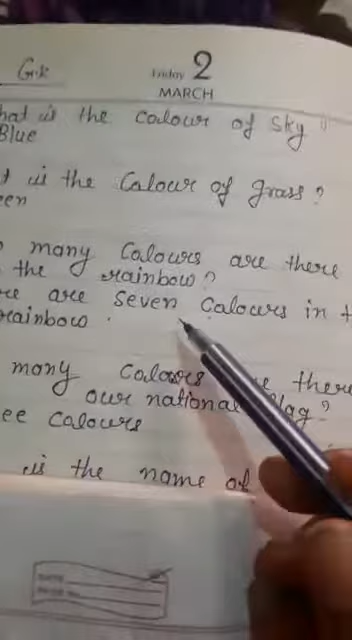 G.K
Friday 2
MARCH
hat is the colour of sky
Blue
t is the Colour of grass?
een
many Colours are there
the rainbow?
re are seven Colours in t
rainbow.
many Colours re there
our national flag?
ee Colours
is the name of
DATE